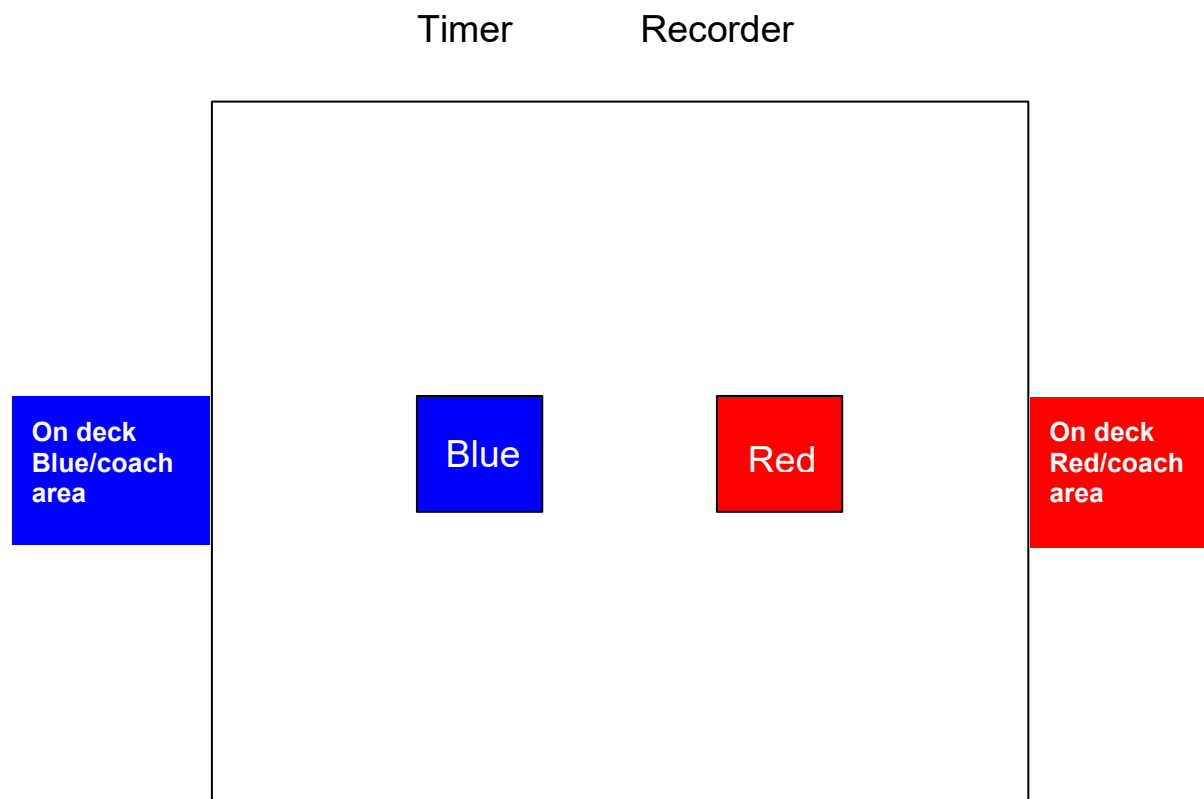 Timer Recorder
On deck
Blue/coach
area
Blue
Red
On deck
Red/coach
area